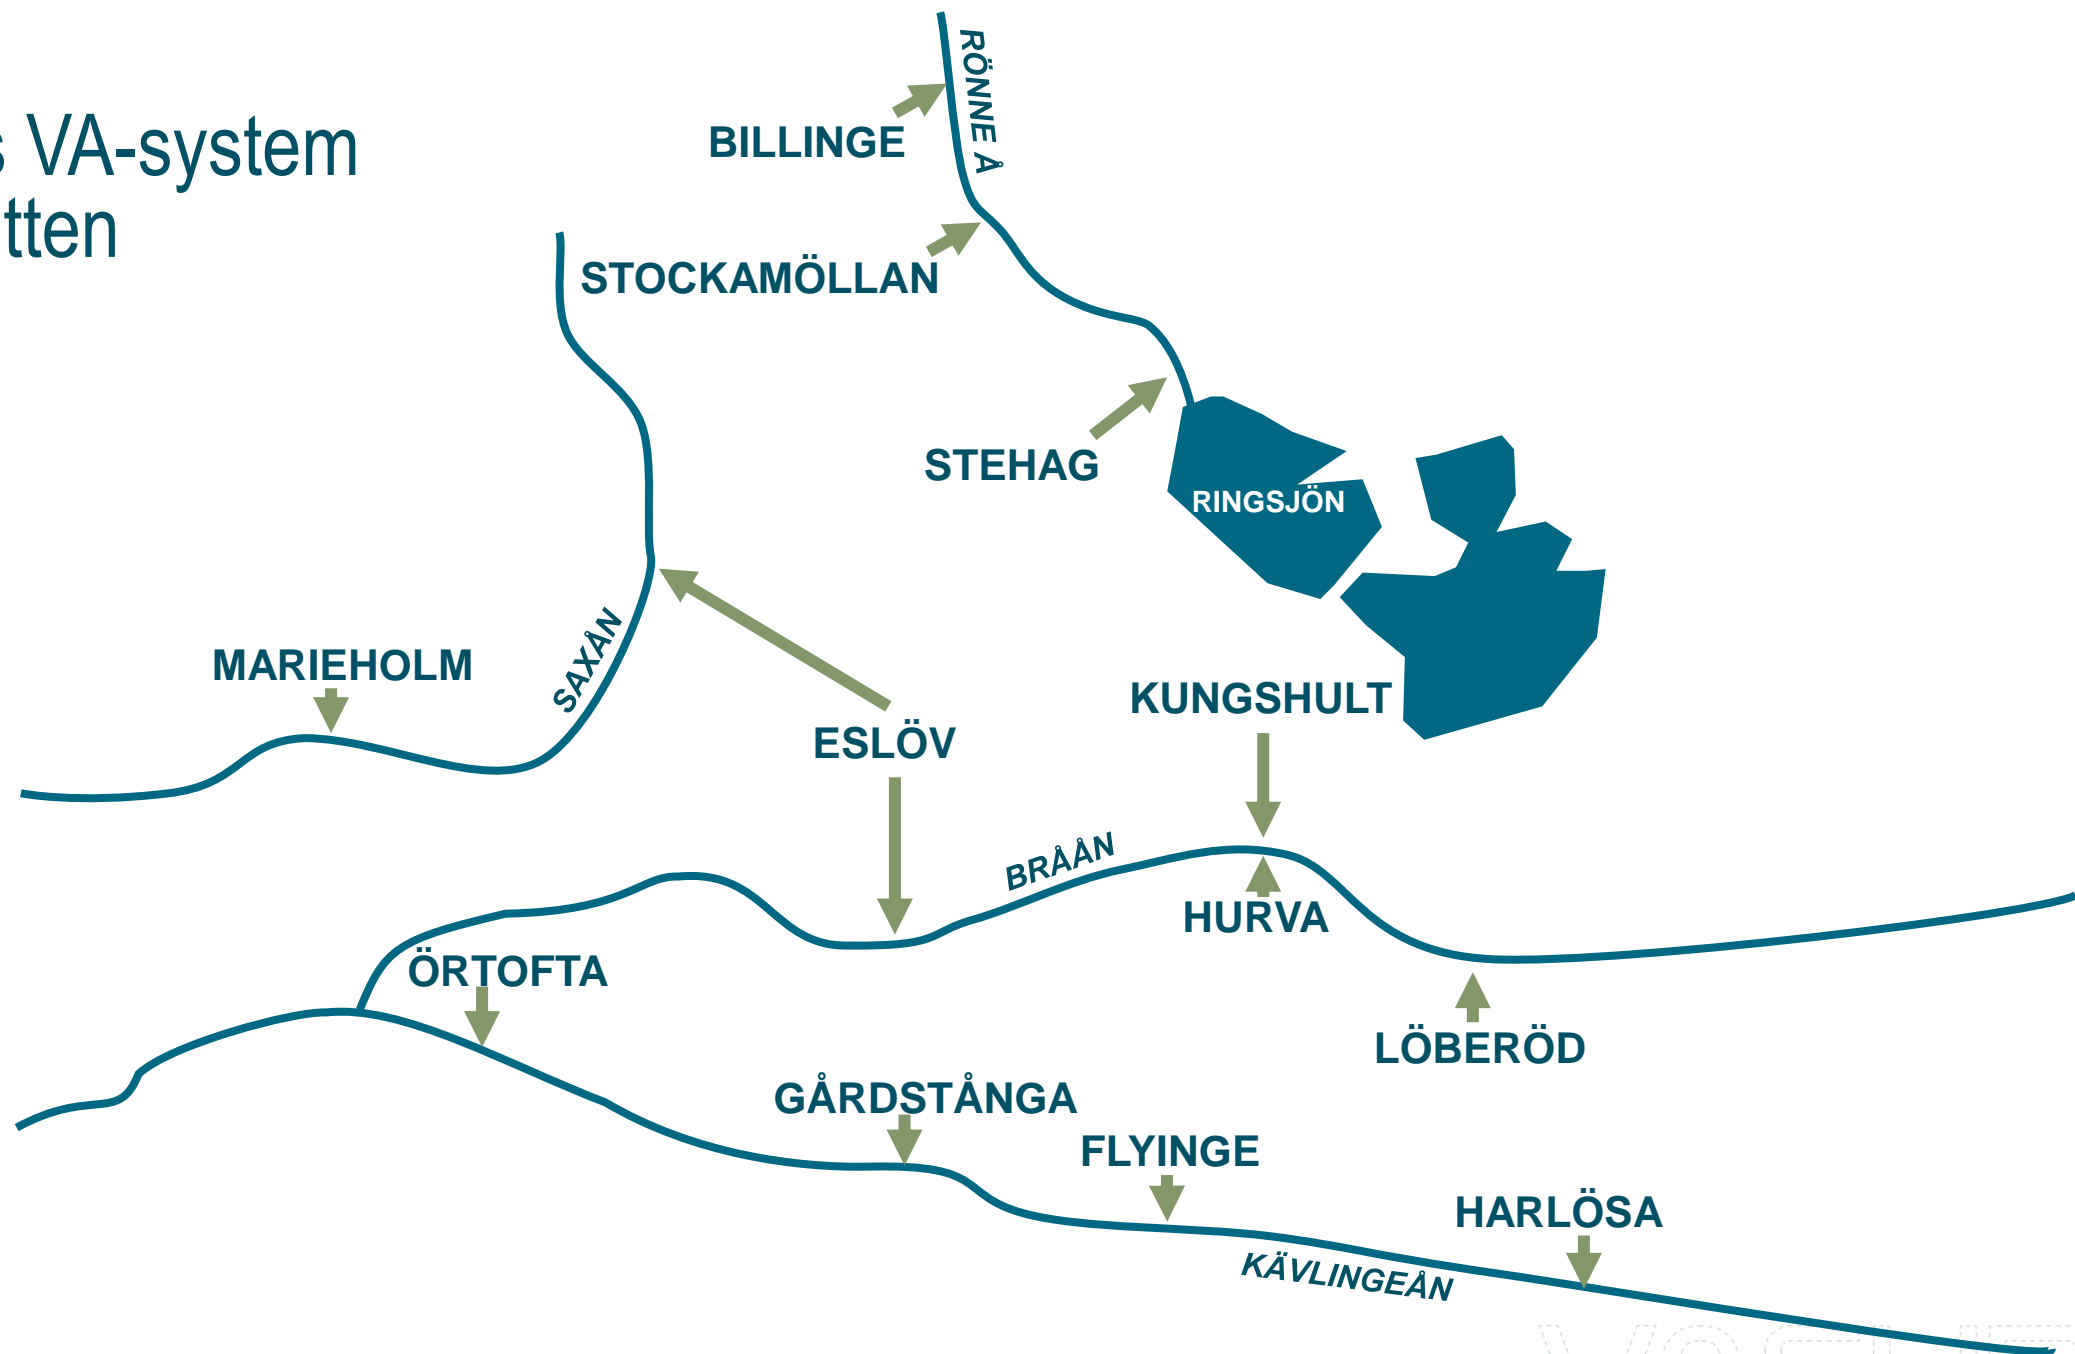 s VA-system
tten
RÖNNE Å
BILLINGE
STOCKAMÖLLAN
STEHAG
RINGSJÖN
SAXÅN
MARIEHOLM
KUNGSHULT
ESLÖV
BRÅÅN
HURVA
ÖRTOFTA
LÖBERÖD
GÅRDSTÅNGA
FLYINGE
HARLÖSA
KÄVLINGEÅN